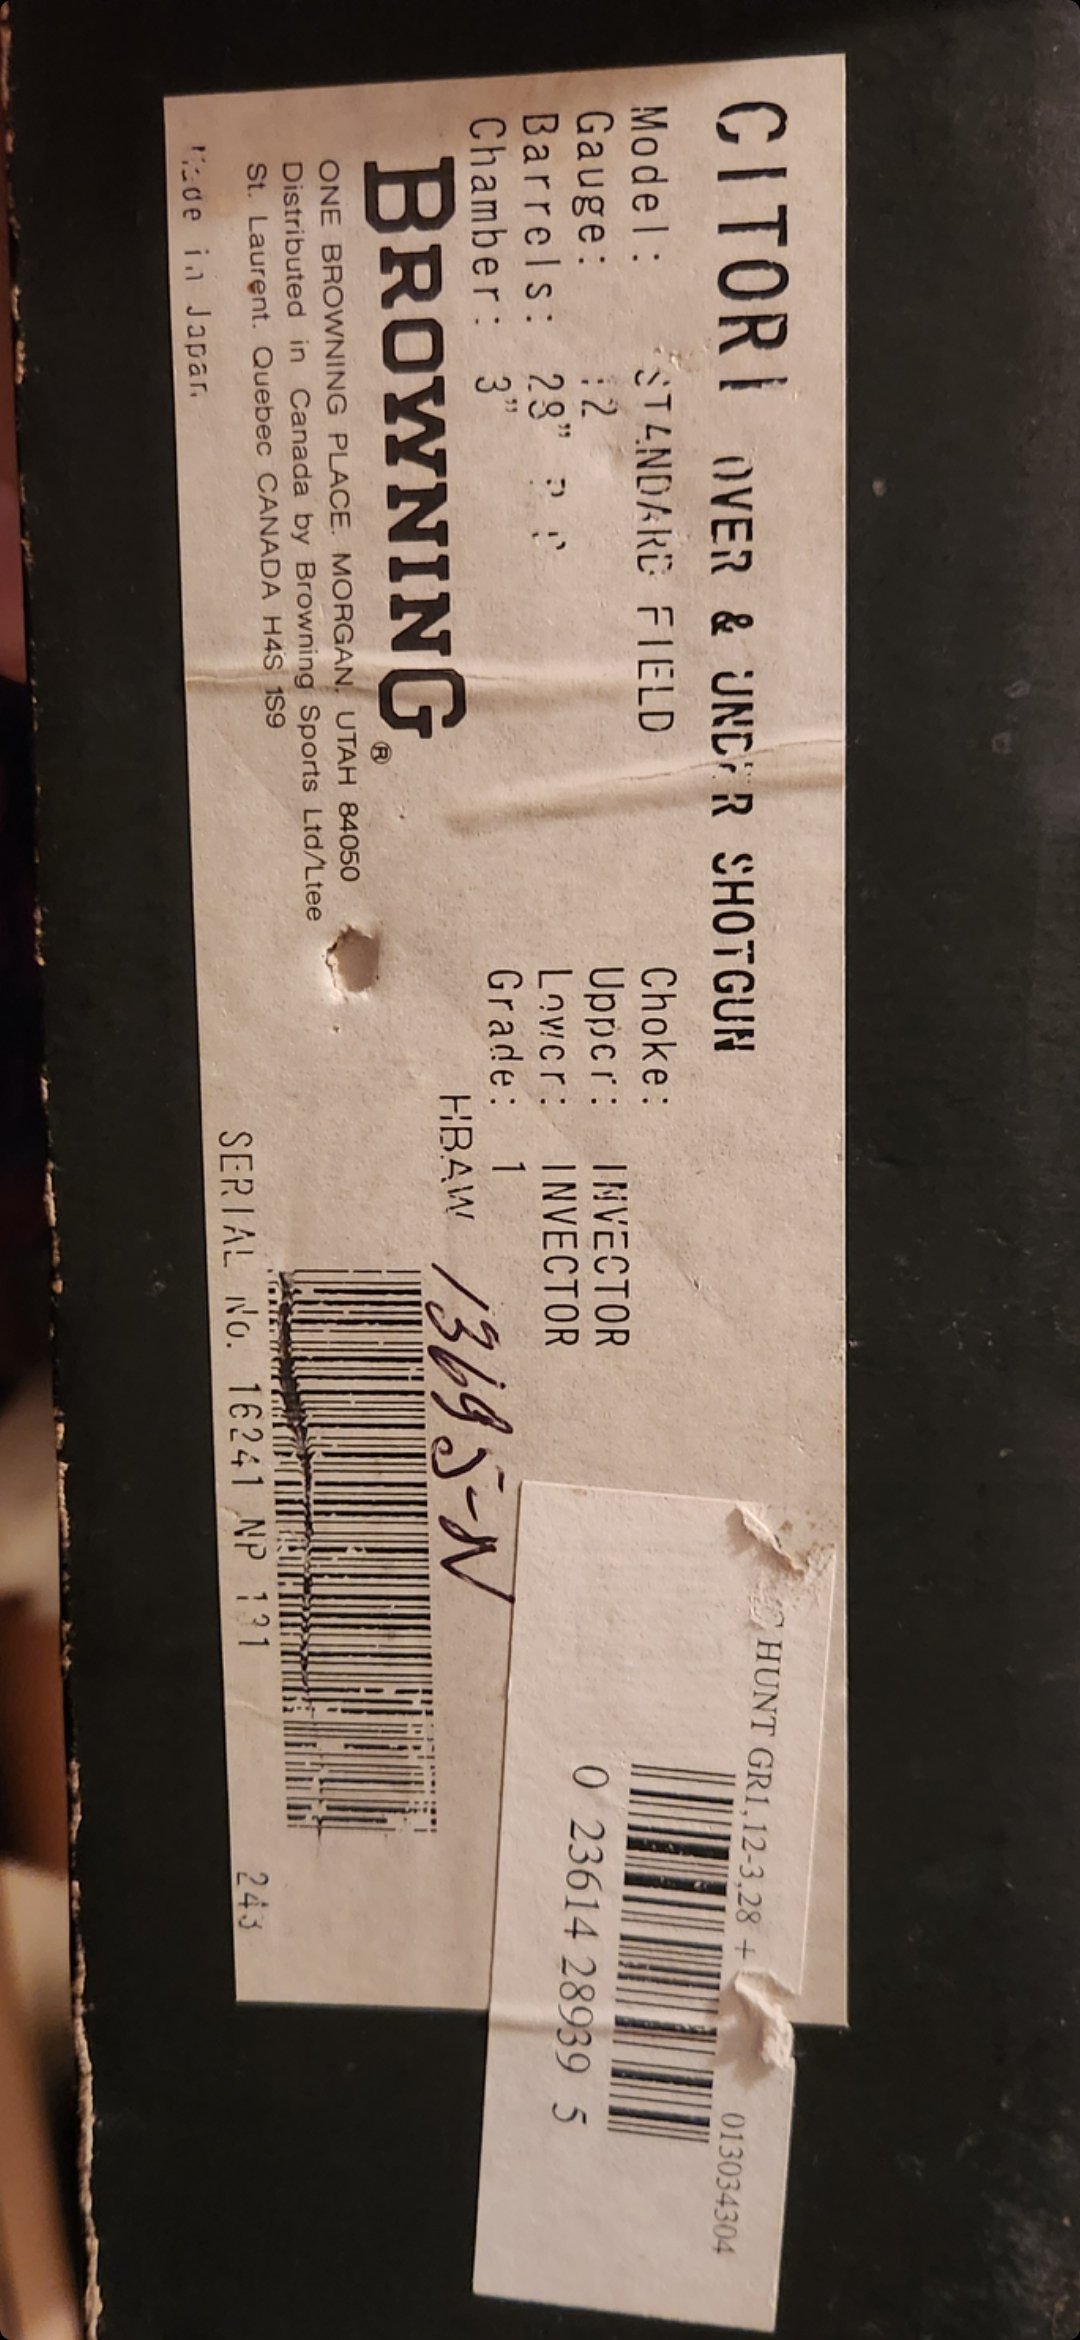 CITORI OVER & UNDER SHOTGUN
Model: STANDARD FIELD
Gauge: 12
Barrels: 28"
Chamber: 3"
Choke:
Upper: INVECTOR
Lower: INVECTOR
Grade: 1
BROWNING®
ONE BROWNING PLACE. MORGAN, UTAH 84050
Distributed in Canada by Browning Sports Ltd/Ltee
St. Laurent. Quebec CANADA H4S 1S9
Made in Japan
HBAW 1369 5-N
SERIAL No. 16241 NP 131
243
HUNT GR1,12-3,28 +
013034304
0 23614 28939 5